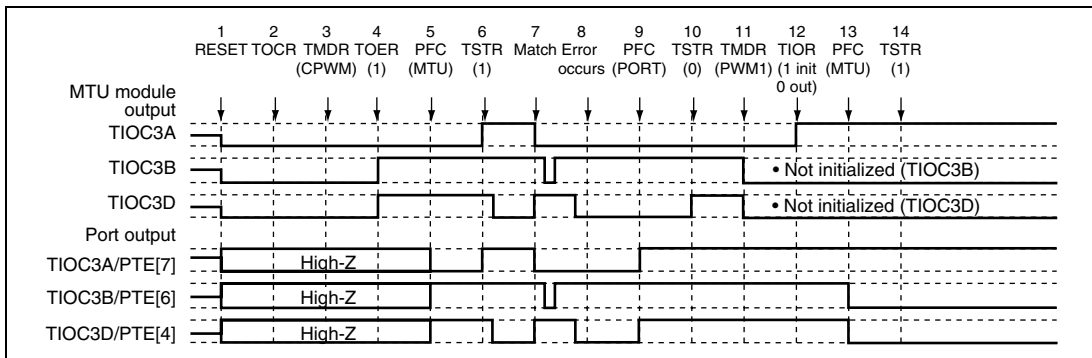 1 2 3 4 5 6 7 8 9 10 11 12 13 14
RESET TOCR TMDR TOER PFC TSTR Match Error PFC TSTR TMDR TIOR PFC TSTR
(CPWM) (1) (MTU) (1) occurs (PORT) (0) (PWM1) (1 init (MTU) (1)
0 out)
MTU module
output
TIOC3A
TIOC3B
• Not initialized (TIOC3B)
TIOC3D
• Not initialized (TIOC3D)
Port output
TIOC3A/PTE[7]
High-Z
TIOC3B/PTE[6]
High-Z
TIOC3D/PTE[4]
High-Z